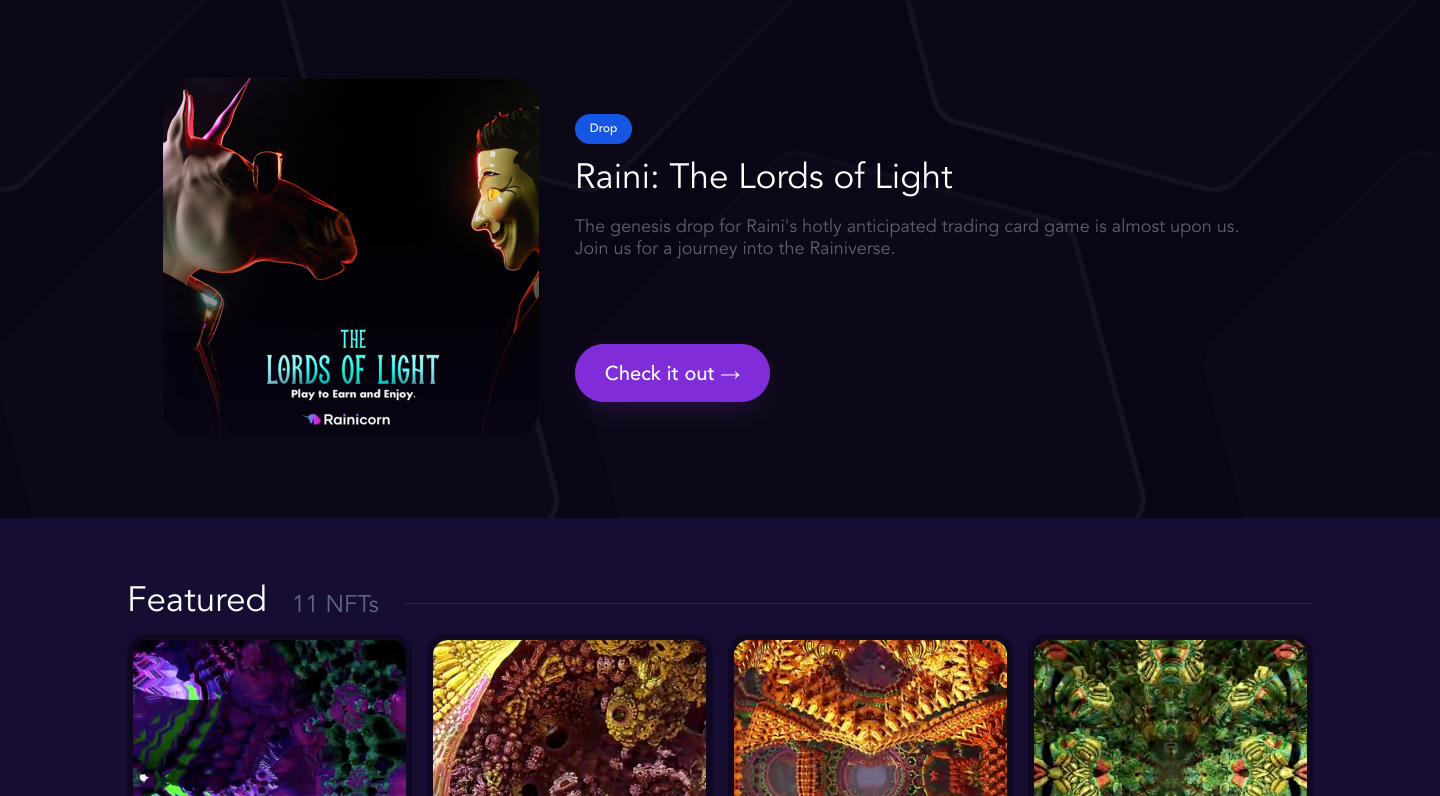 Drop
Raini: The Lords of Light
The genesis drop for Raini's hotly anticipated trading card game is almost upon us.
Join us for a journey into the Rainiverse.
Check it out →
THE
LORDS OF LIGHT
Play to Earn and Enjoy.
Rainicorn
Featured 11 NFTs